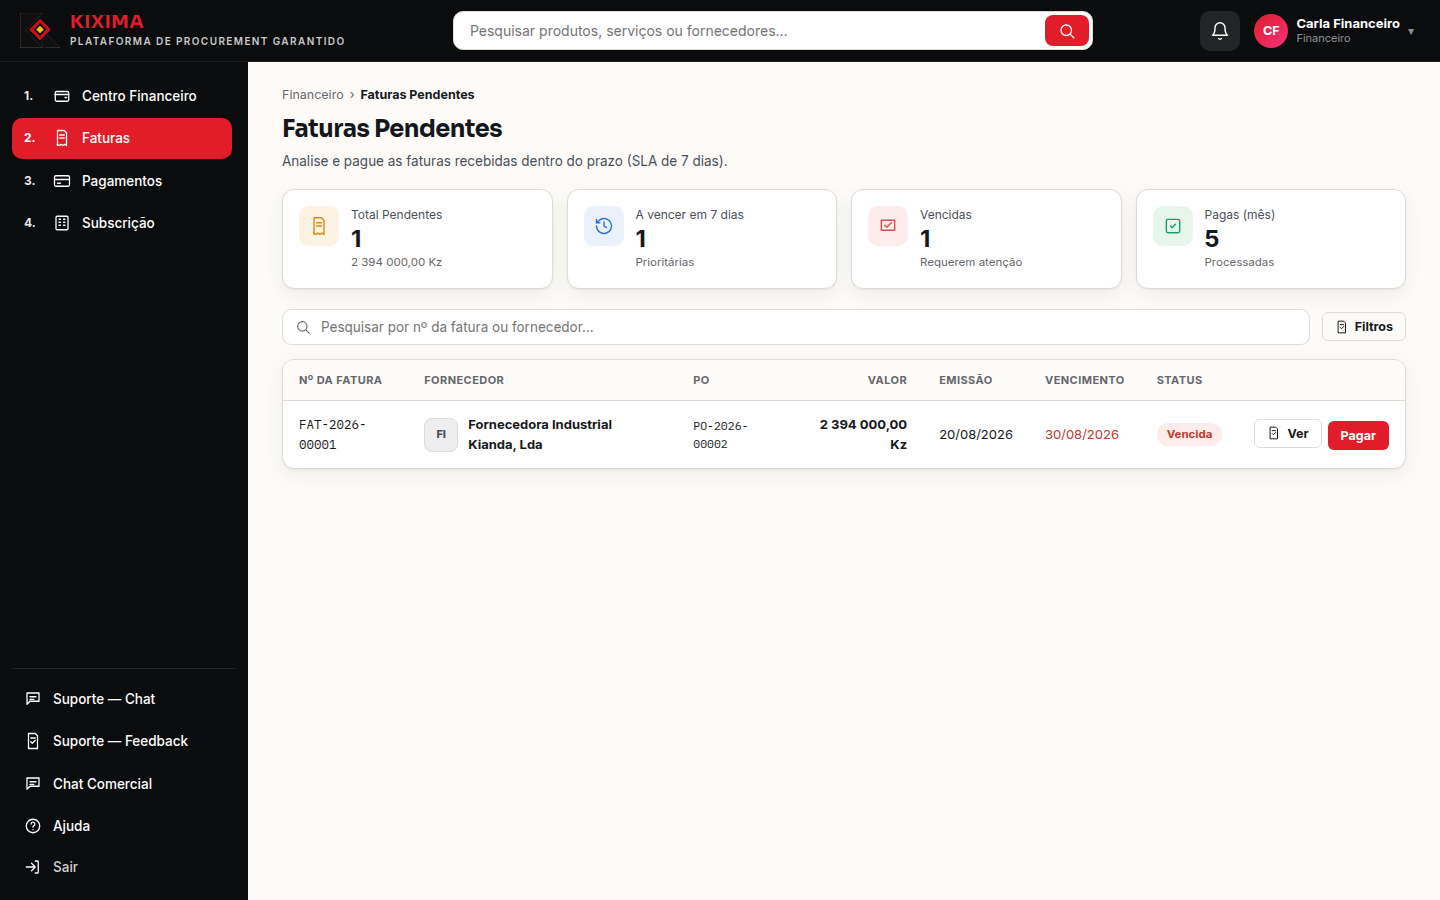 KIXIMA
PLATAFORMA DE PROCUREMENT GARANTIDO
Pesquisar produtos, serviços ou fornecedores...
CF
Carla Financeiro
Financeiro
1. Centro Financeiro
2. Faturas
3. Pagamentos
4. Subscrição
Suporte — Chat
Suporte — Feedback
Chat Comercial
Ajuda
Sair
Financeiro › Faturas Pendentes
Faturas Pendentes
Analise e pague as faturas recebidas dentro do prazo (SLA de 7 dias).
Total Pendentes
1
2 394 000,00 Kz
A vencer em 7 dias
1
Prioritárias
Vencidas
1
Requerem atenção
Pagas (mês)
5
Processadas
Pesquisar por nº da fatura ou fornecedor...
Filtros
Nº DA FATURA FORNECEDOR PO VALOR EMISSÃO VENCIMENTO STATUS
FAT-2026-
00001
FI
Fornecedora Industrial
Kianda, Lda
PO-2026-
00002
2 394 000,00
Kz
20/08/2026
30/08/2026
Vencida
Ver
Pagar